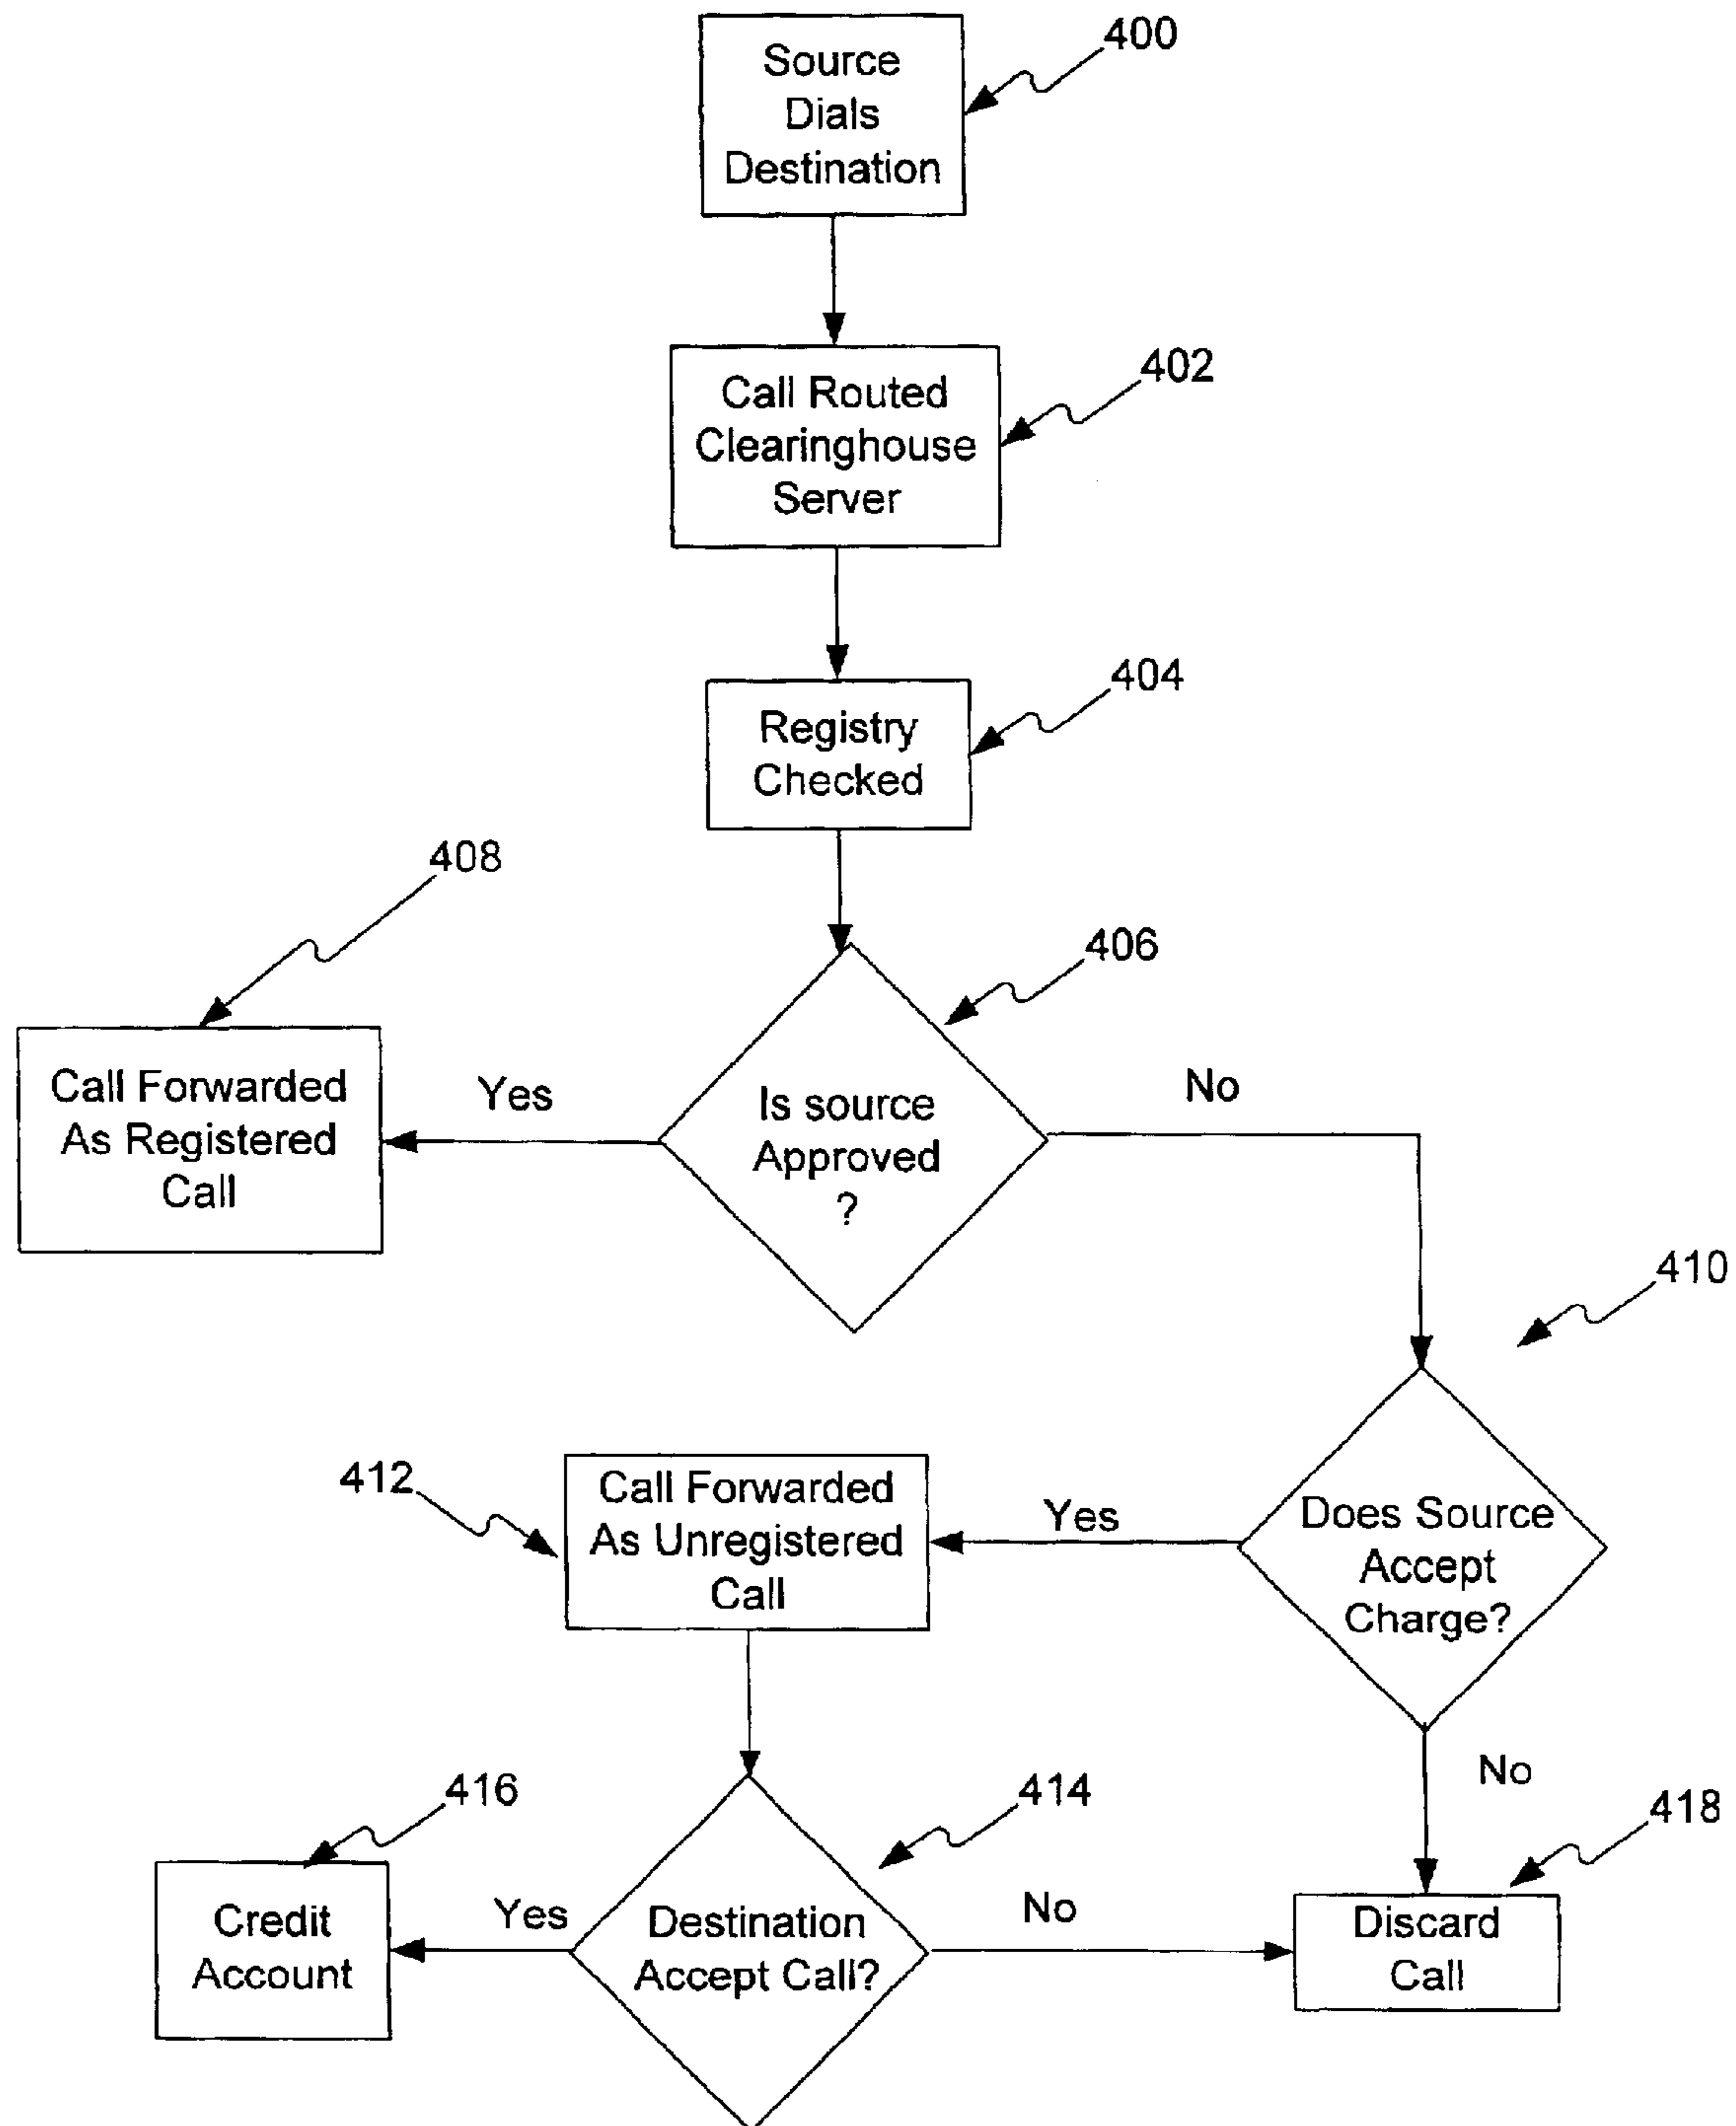 400
Source
Dials
Destination
402
Call Routed
Clearinghouse
Server
404
Registry
Checked
408
406
Call Forwarded
As Registered
Call
Yes
Is source
Approved
?
No
410
412
Call Forwarded
As Unregistered
Call
Yes
Does Source
Accept
Charge?
No
416
414
418
Credit
Account
Yes
Destination
Accept Call?
No
Discard
Call